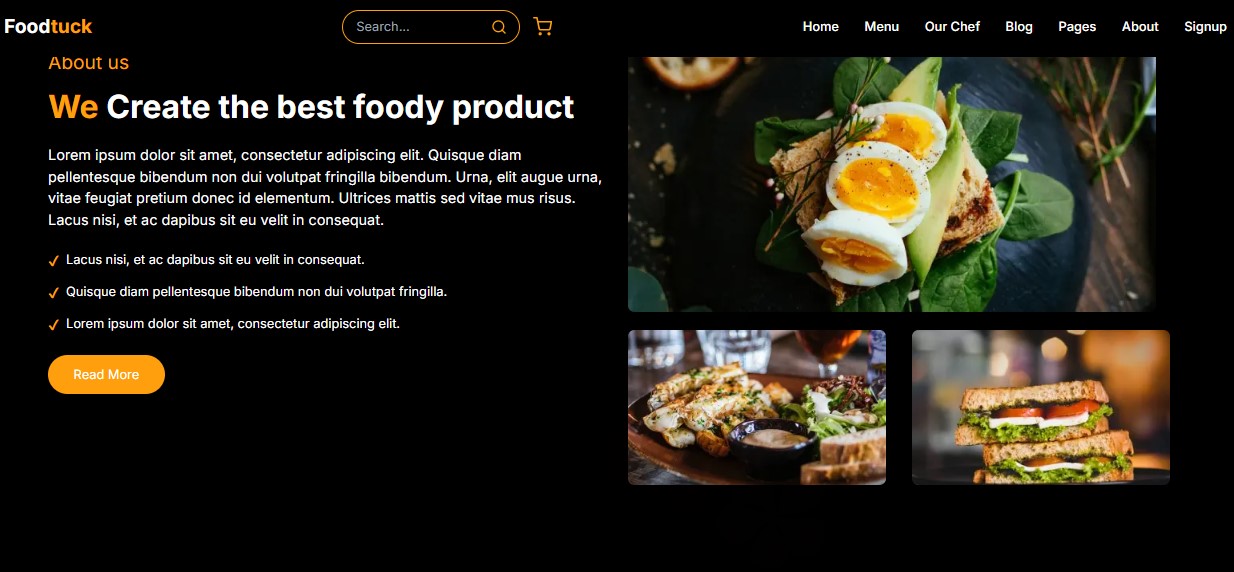 Foodtuck
Search...
Home Menu Our Chef Blog Pages About Signup
About us
We Create the best foody product
Lorem ipsum dolor sit amet, consectetur adipiscing elit. Quisque diam
pellentesque bibendum non dui volutpat fringilla bibendum. Urna, elit augue urna,
vitae feugiat pretium donec id elementum. Ultrices mattis sed vitae mus risus.
Lacus nisi, et ac dapibus sit eu velit in consequat.
Lacus nisi, et ac dapibus sit eu velit in consequat.
Quisque diam pellentesque bibendum non dui volutpat fringilla.
Lorem ipsum dolor sit amet, consectetur adipiscing elit.
Read More